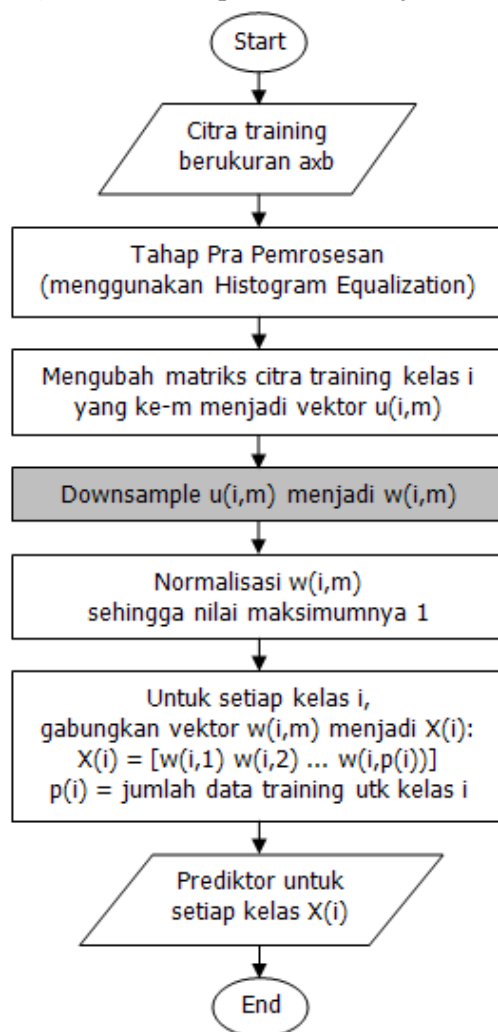 Start
Citra training
berukuran axb
Tahap Pra Pemrosesan
(menggunakan Histogram Equalization)
Mengubah matriks citra training kelas i
yang ke-m menjadi vektor u(i,m)
Downsample u(i,m) menjadi w(i,m)
Normalisasi w(i,m)
sehingga nilai maksimumnya 1
Untuk setiap kelas i,
gabungkan vektor w(i,m) menjadi X(i):
X(i) = [w(i,1) w(i,2) ... w(i,p(i))]
p(i) = jumlah data training utk kelas i
Prediktor untuk
setiap kelas X(i)
End